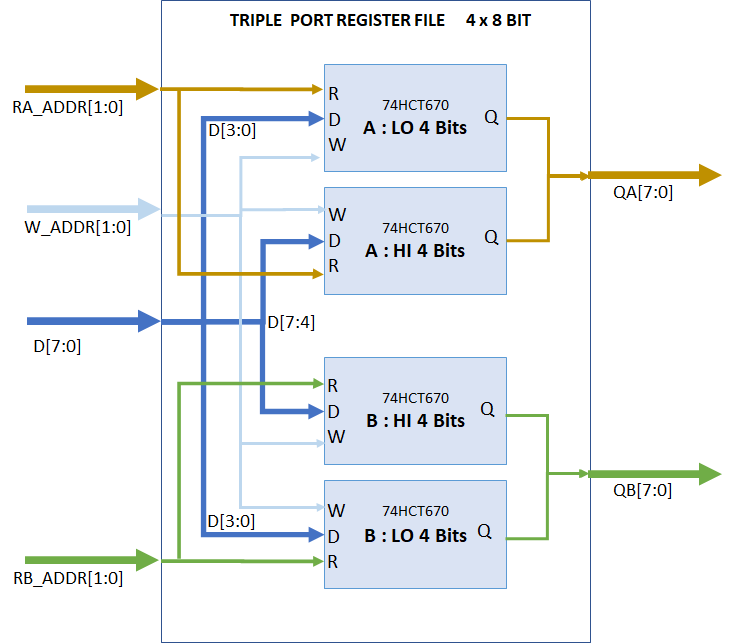 TRIPLE PORT REGISTER FILE 4 x 8 BIT
RA_ADDR[1:0]
R
74HCT670
D[3:0]
D
A : LO 4 Bits
Q
W
W_ADDR[1:0]
W
74HCT670
D
A : HI 4 Bits
Q
R
QA[7:0]
D[7:0]
D[7:4]
R
74HCT670
D
B : HI 4 Bits
Q
W
QB[7:0]
W
74HCT670
D[3:0]
D
B : LO 4 Bits
Q
R
RB_ADDR[1:0]